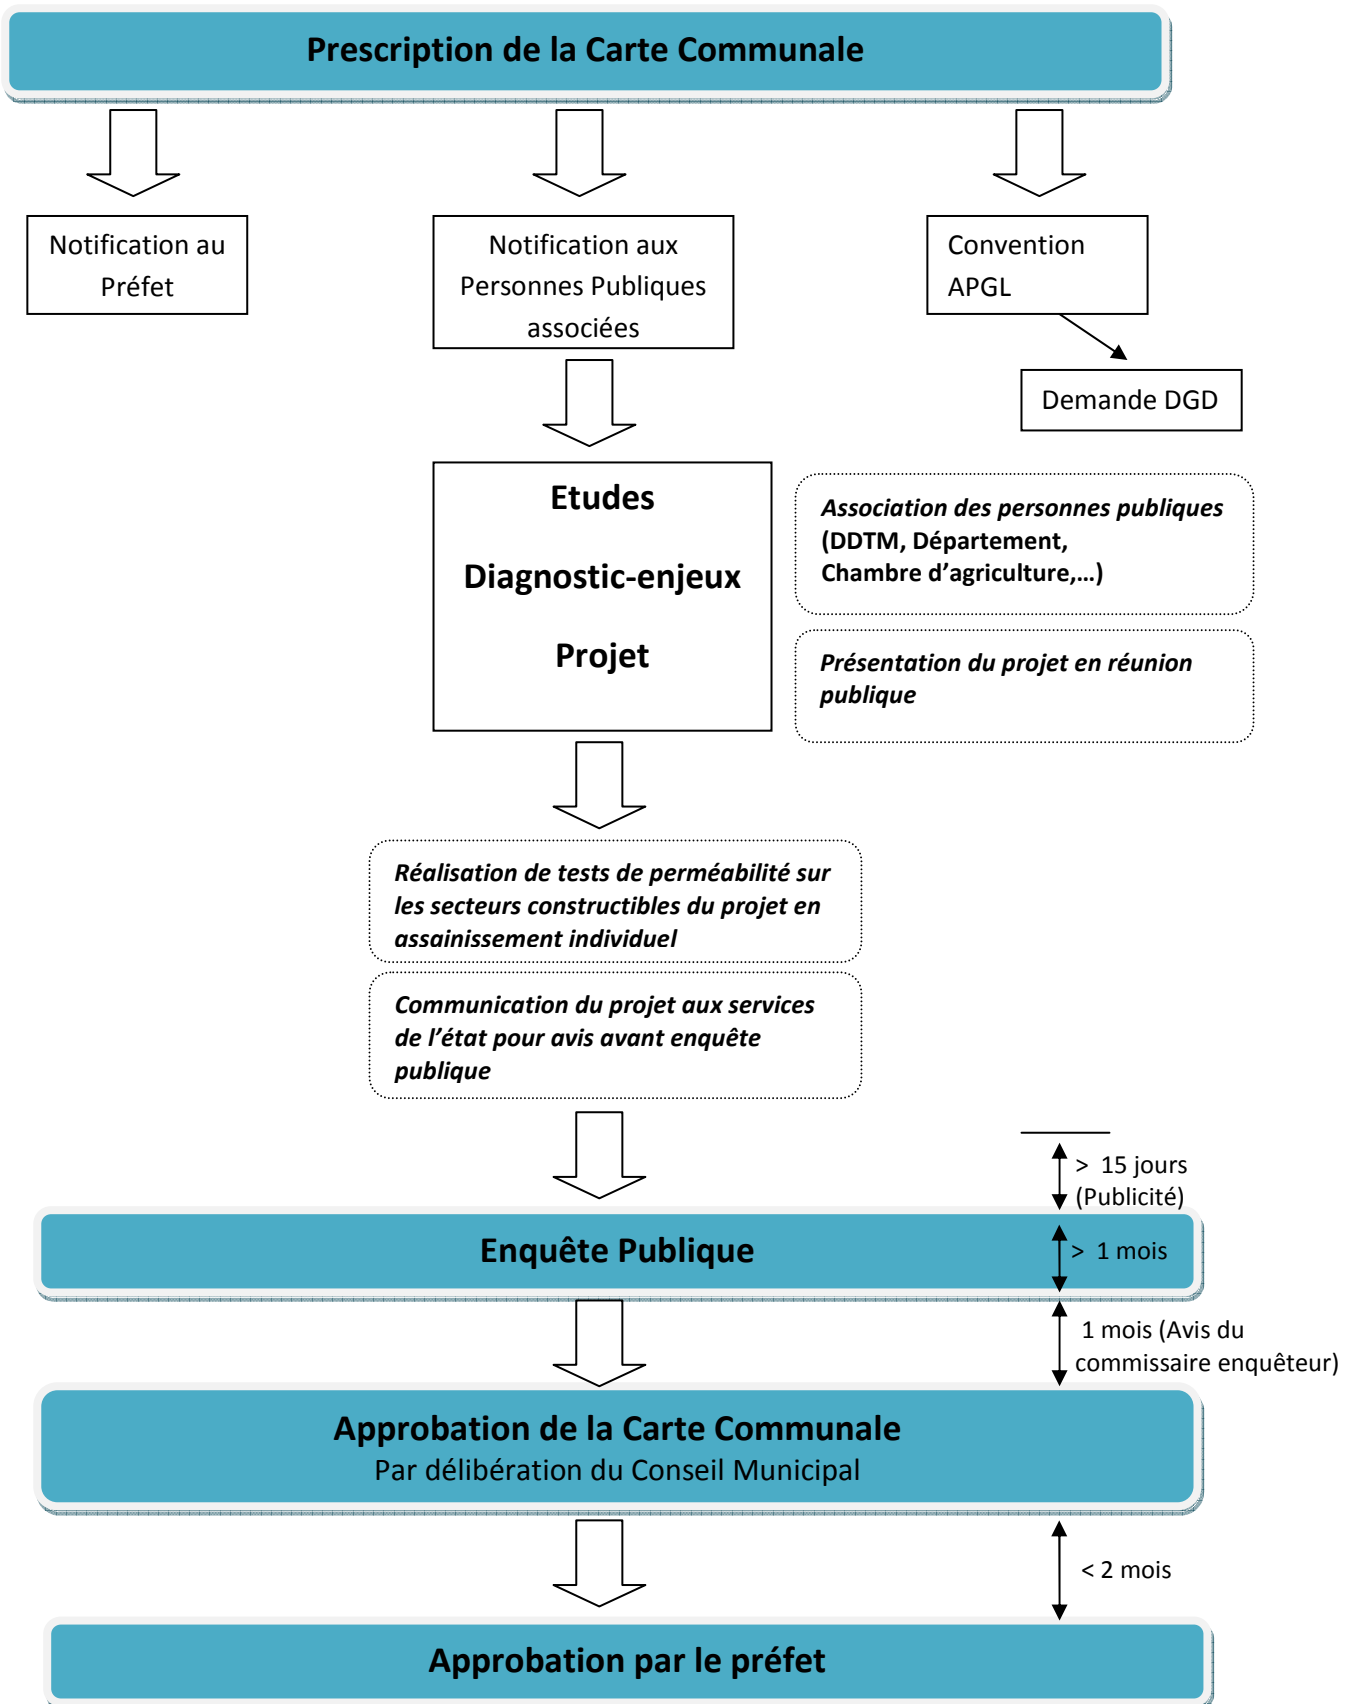 Prescription de la Carte Communale
Notification au
Préfet
Notification aux
Personnes Publiques
associées
Convention
APGL
Demande DGD
Etudes
Diagnostic-enjeux
Projet
Association des personnes publiques
(DDTM, Département,
Chambre d’agriculture,…)
Présentation du projet en réunion
publique
Réalisation de tests de perméabilité sur
les secteurs constructibles du projet en
assainissement individuel
Communication du projet aux services
de l’état pour avis avant enquête
publique
> 15 jours
(Publicité)
Enquête Publique
> 1 mois
1 mois (Avis du
commissaire enquêteur)
Approbation de la Carte Communale
Par délibération du Conseil Municipal
< 2 mois
Approbation par le préfet